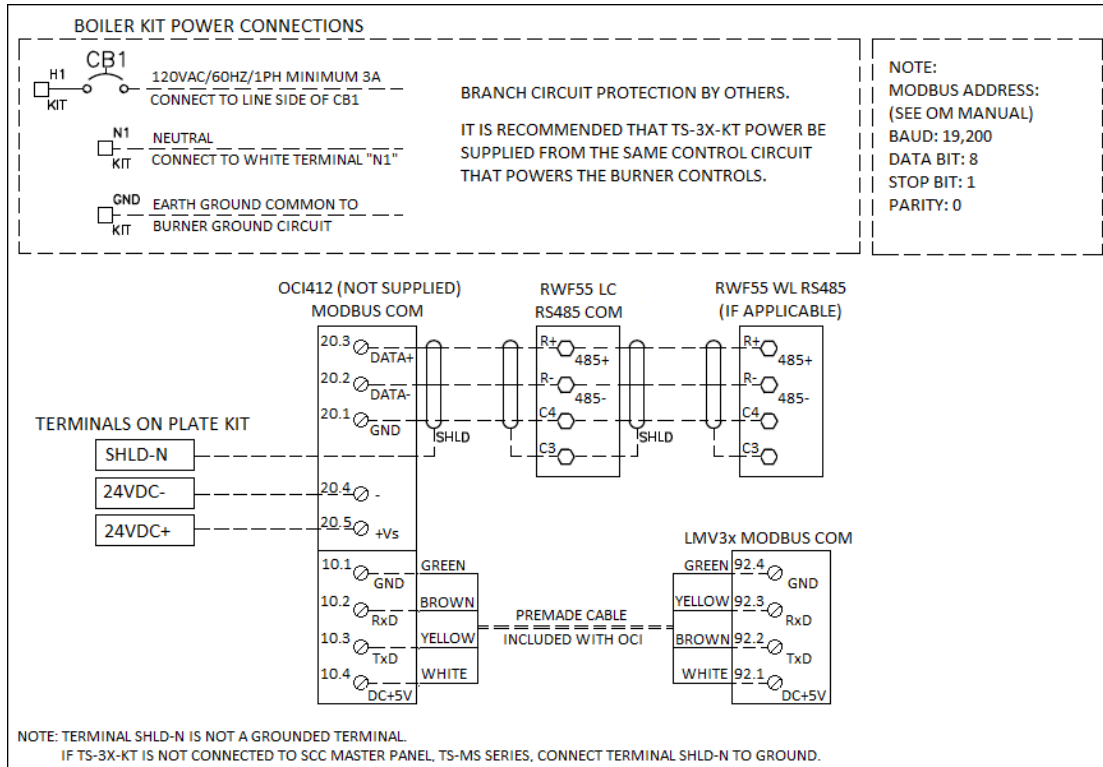 BOILER KIT POWER CONNECTIONS
CB1
H1
KIT
120VAC/60HZ/1PH MINIMUM 3A
CONNECT TO LINE SIDE OF CB1
N1
KIT
NEUTRAL
CONNECT TO WHITE TERMINAL "N1"
GND
KIT
EARTH GROUND COMMON TO
BURNER GROUND CIRCUIT
BRANCH CIRCUIT PROTECTION BY OTHERS.
IT IS RECOMMENDED THAT TS-3X-KT POWER BE
SUPPLIED FROM THE SAME CONTROL CIRCUIT
THAT POWERS THE BURNER CONTROLS.
NOTE:
MODBUS ADDRESS:
(SEE OM MANUAL)
BAUD: 19,200
DATA BIT: 8
STOP BIT: 1
PARITY: 0
OCI412 (NOT SUPPLIED)
MODBUS COM
20.3
DATA+
20.2
DATA-
20.1
GND
SHLD
20.4
-
20.5
+Vs
10.1
GND
GREEN
10.2
RxD
BROWN
10.3
TxD
YELLOW
10.4
DC+5V
WHITE
RWF55 LC
RS485 COM
R+
485+
R-
485-
C4
C3
SHLD
RWF55 WL RS485
(IF APPLICABLE)
R+
485+
R-
485-
C4
C3
TERMINALS ON PLATE KIT
SHLD-N
24VDC-
24VDC+
PREMADE CABLE
INCLUDED WITH OCI
LMV3x MODBUS COM
GREEN 92.4
GND
YELLOW 92.3
RxD
BROWN 92.2
TxD
WHITE 92.1
DC+5V
NOTE: TERMINAL SHLD-N IS NOT A GROUNDED TERMINAL.
IF TS-3X-KT IS NOT CONNECTED TO SCC MASTER PANEL, TS-MS SERIES, CONNECT TERMINAL SHLD-N TO GROUND.